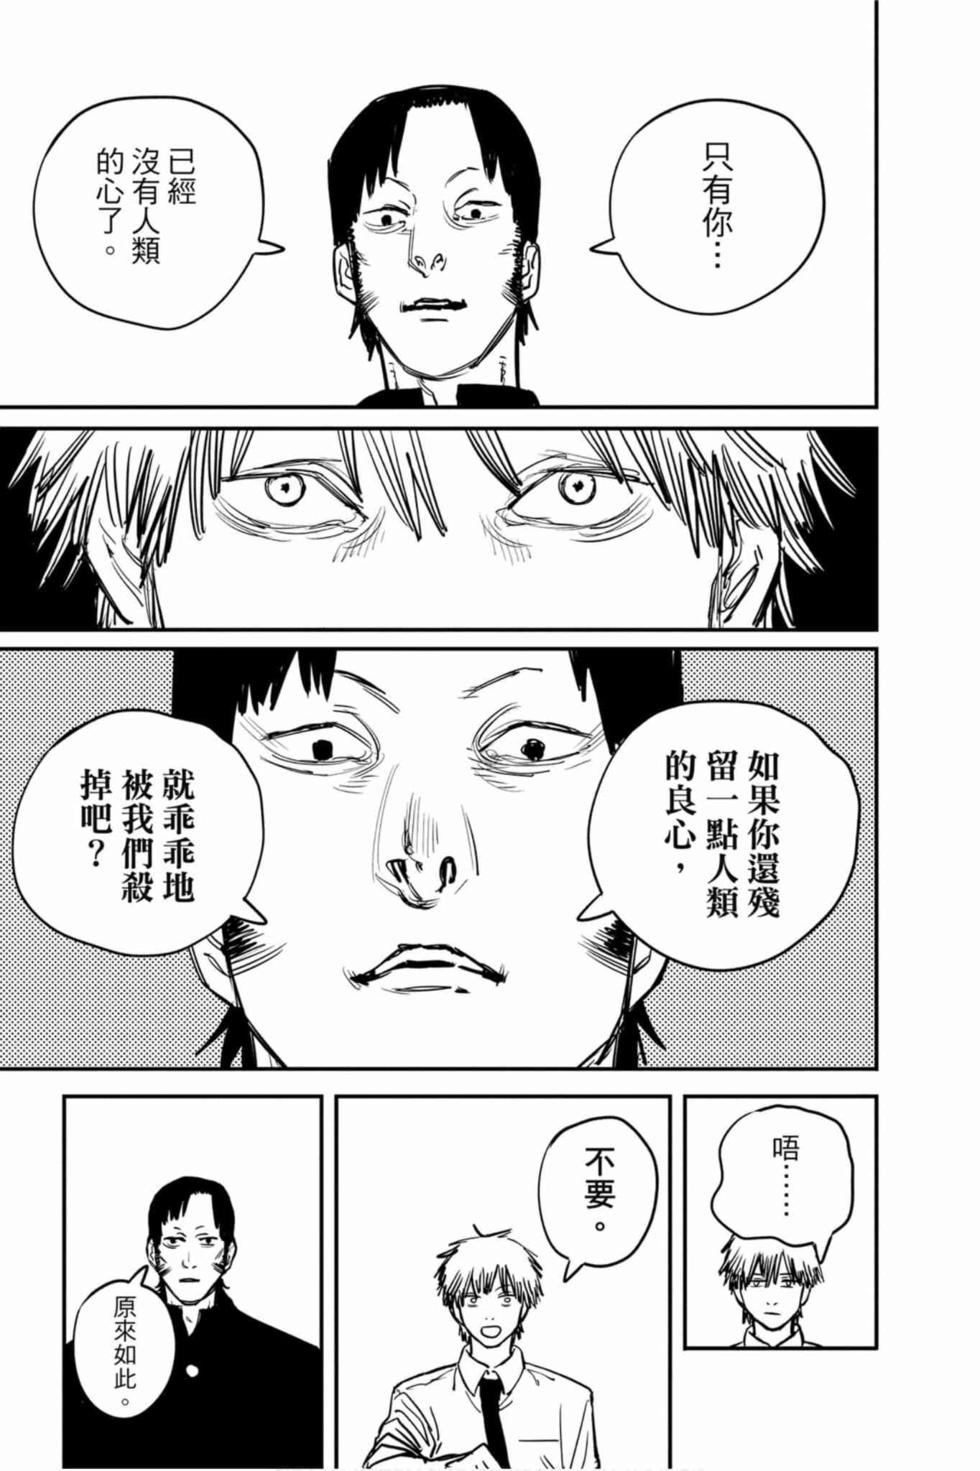 只有你…
已經
沒有人類
的心了。
如果你還殘
留一點人類
的良心，
就乖乖地
被我們殺
掉吧？
唔……
不要。
原來如此。